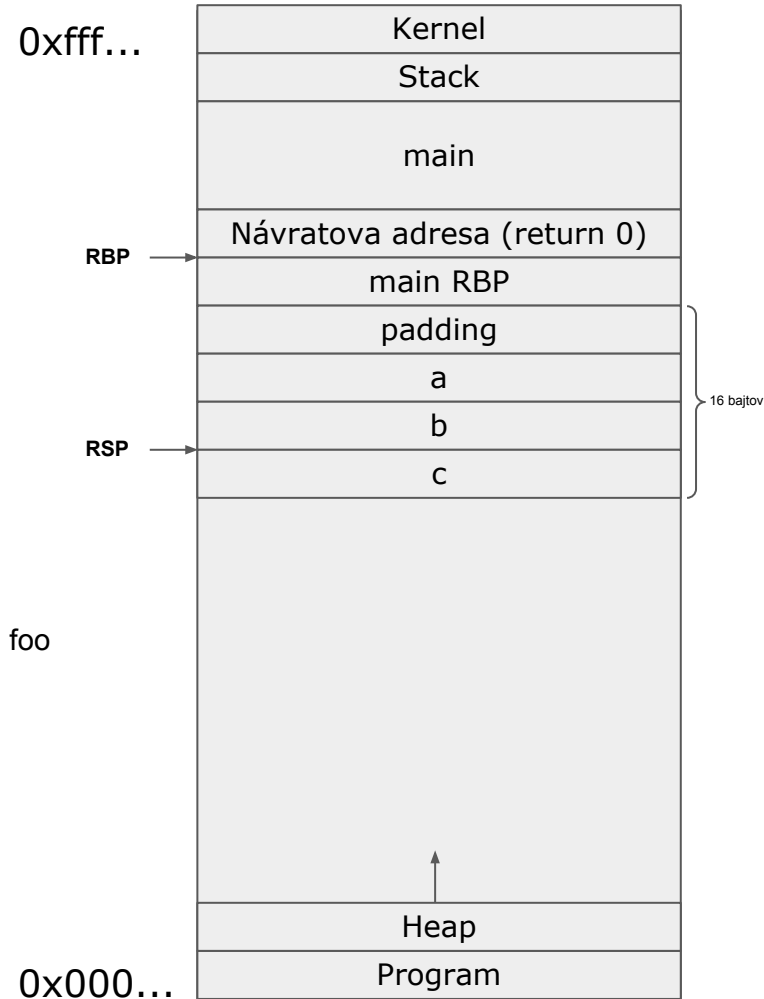 0xfff...
Kernel
Stack
main
Návratova adresa (return 0)
RBP
main RBP
padding
a
16 bajtov
b
RSP
c
foo
Heap
0x000...
Program